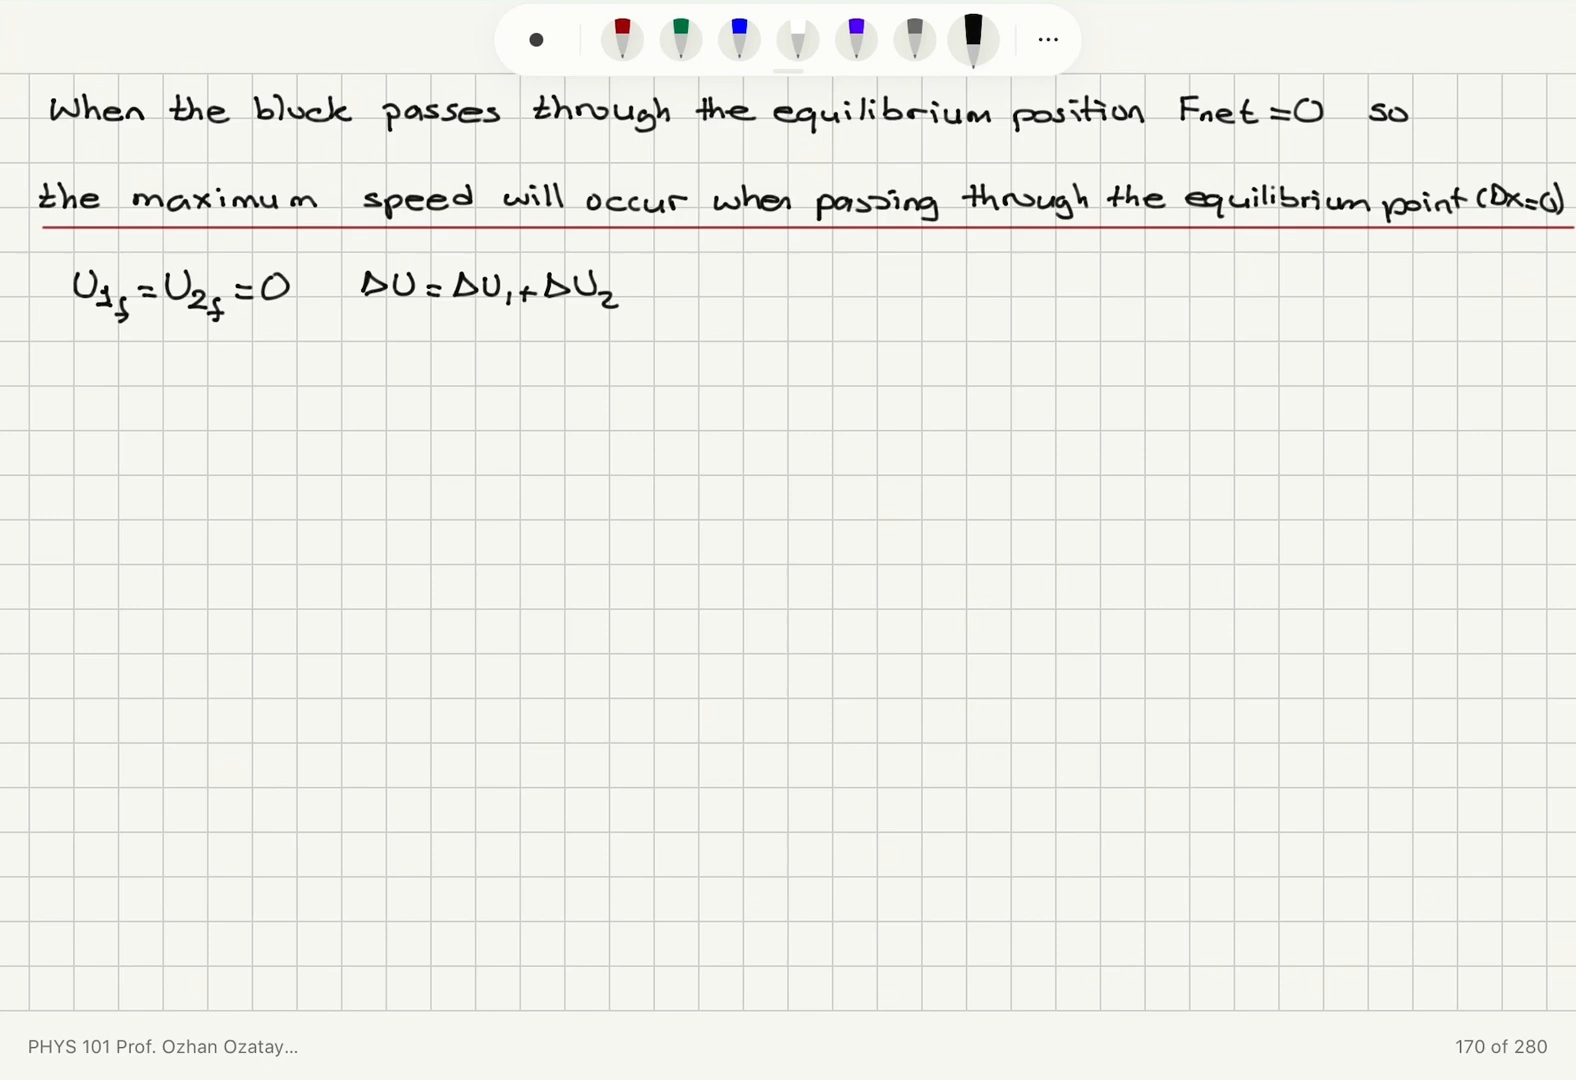 When the block passes through the equilibrium position Fnet = 0 so
the maximum speed will occur when passing through the equilibrium point (Dx=0)
U1f = U2f = 0 ΔU = ΔU1 + ΔU2
PHYS 101 Prof. Ozhan Ozatay...
170 of 280